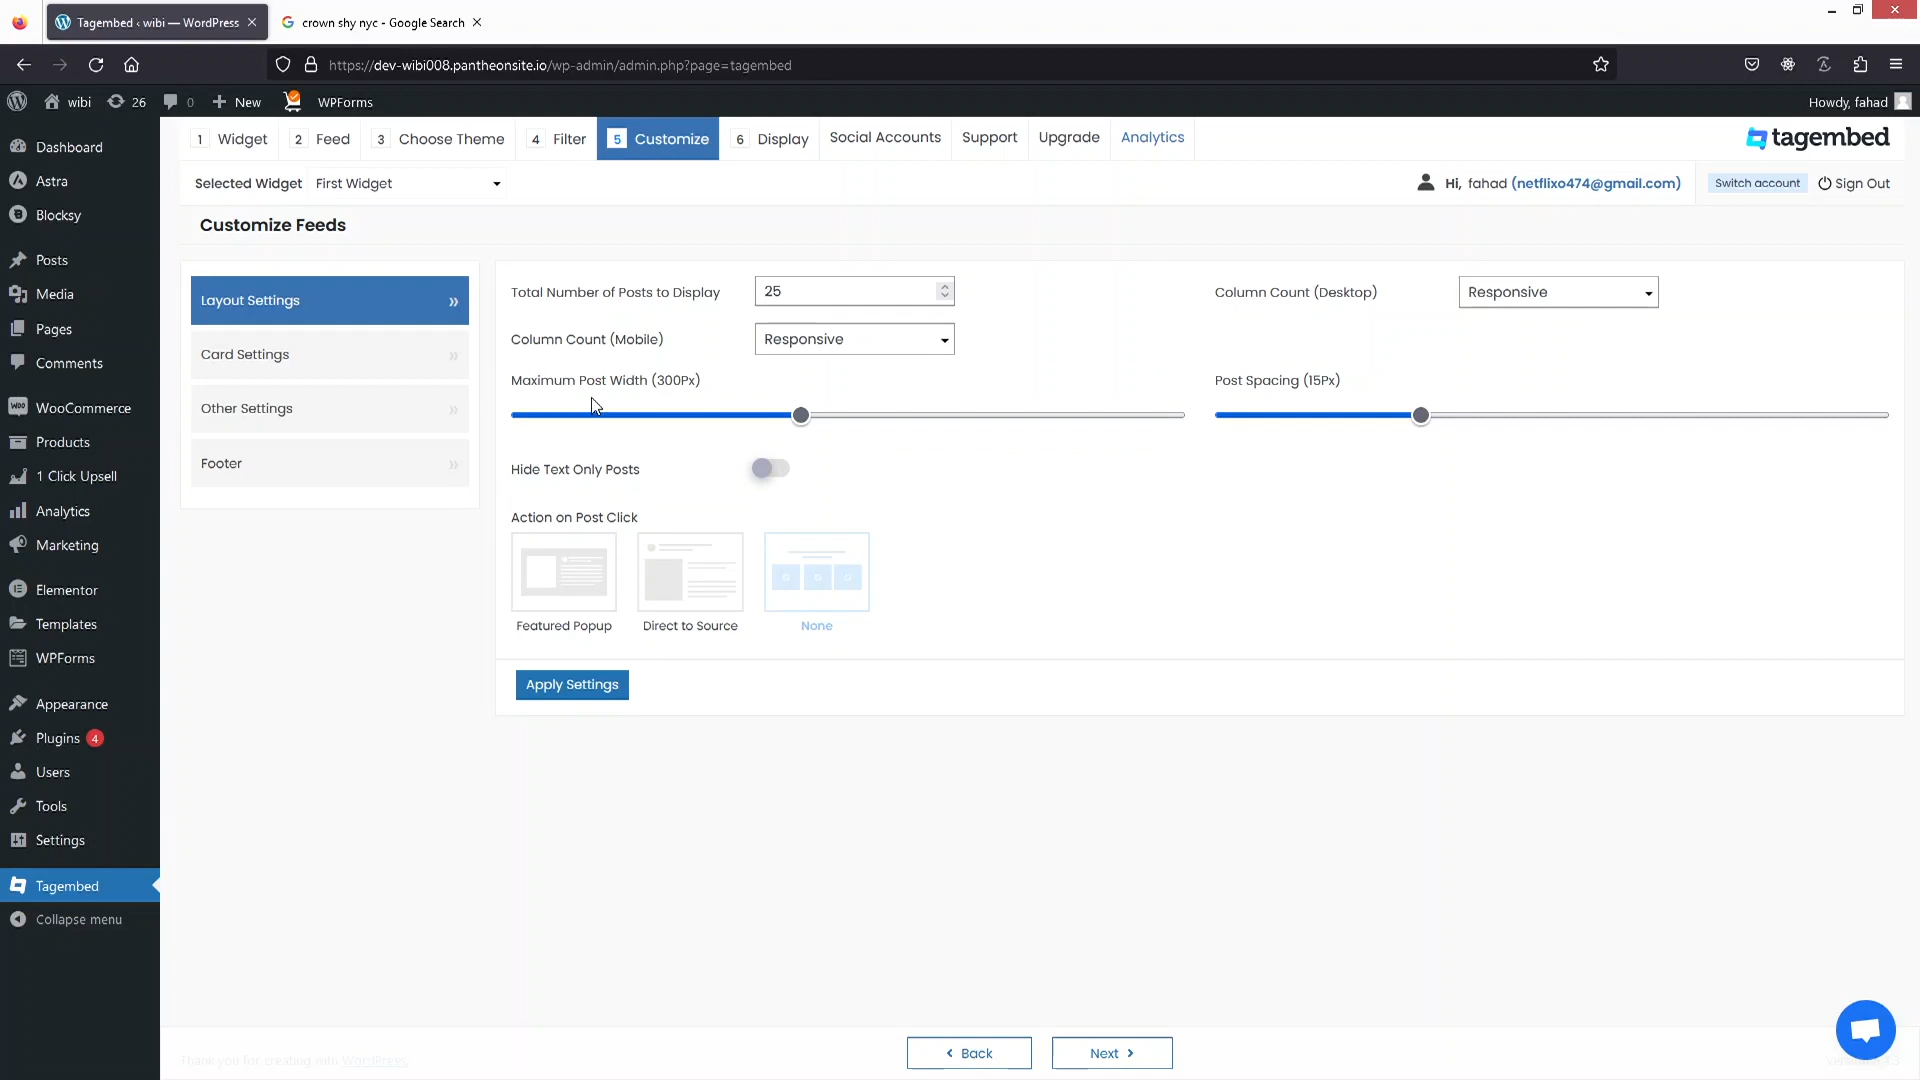 Tagembed ‹ wibi — WordPress
crown shy nyc - Google Search
https://dev-wibi008.pantheonsite.io/wp-admin/admin.php?page=tagembed
wibi
26
0
New
WPForms
Howdy, fahad
Dashboard
Astra
Blocksy
Posts
Media
Pages
Comments
WooCommerce
Products
1 Click Upsell
Analytics
Marketing
Elementor
Templates
WPForms
Appearance
Plugins 4
Users
Tools
Settings
Tagembed
Collapse menu
1 Widget
2 Feed
3 Choose Theme
4 Filter
5 Customize
6 Display
Social Accounts
Support
Upgrade
Analytics
tagembed
Selected Widget First Widget
Hi, fahad (netflixo474@gmail.com)
Switch account
Sign Out
Customize Feeds
Layout Settings »
Card Settings »
Other Settings »
Footer »
Total Number of Posts to Display 25
Column Count (Desktop) Responsive
Column Count (Mobile) Responsive
Maximum Post Width (300Px)
Post Spacing (15Px)
Hide Text Only Posts
Action on Post Click
Featured Popup
Direct to Source
None
Apply Settings
Thank you for creating with WordPress.
Back
Next